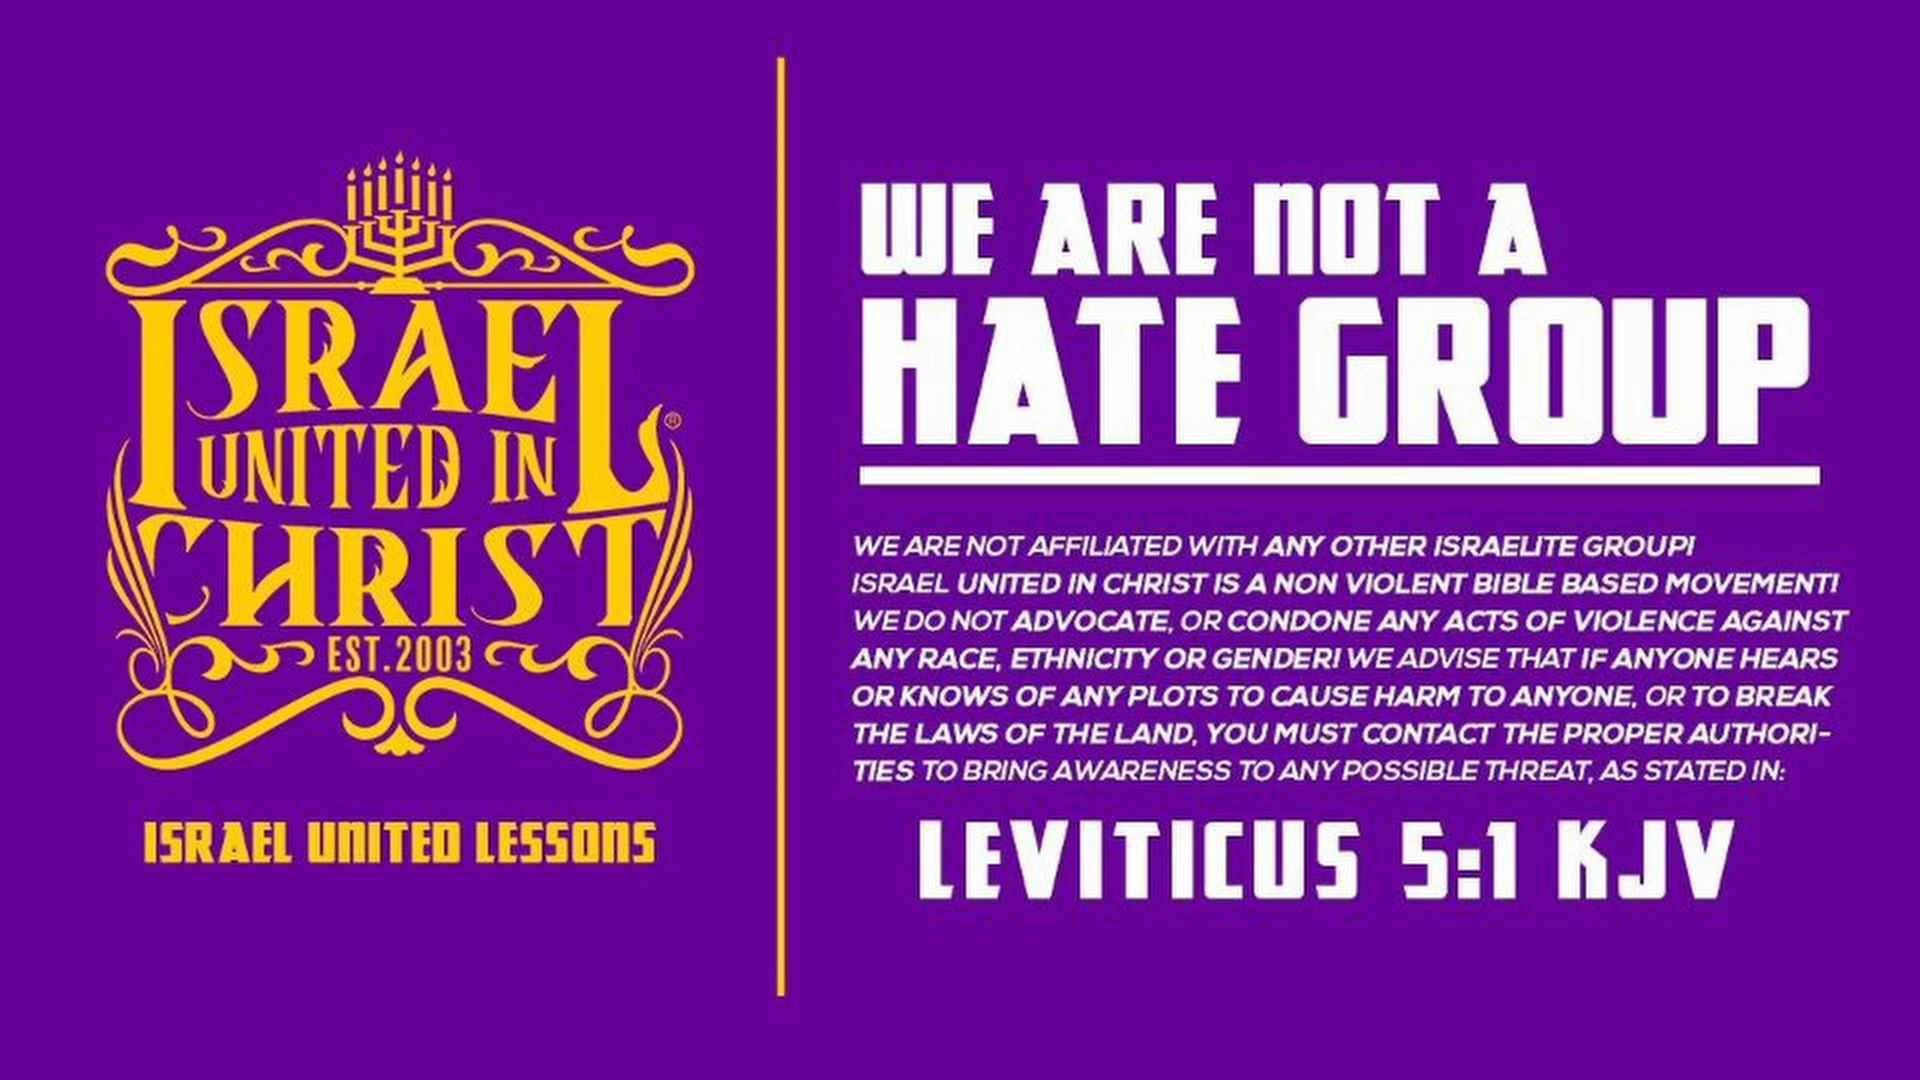 ISRAEL
UNITED IN
CHRIST
®
EST.2003
ISRAEL UNITED LESSONS
WE ARE NOT A
HATE GROUP
WE ARE NOT AFFILIATED WITH ANY OTHER ISRAELITE GROUP!
ISRAEL UNITED IN CHRIST IS A NON VIOLENT BIBLE BASED MOVEMENT!
WE DO NOT ADVOCATE, OR CONDONE ANY ACTS OF VIOLENCE AGAINST
ANY RACE, ETHNICITY OR GENDER! WE ADVISE THAT IF ANYONE HEARS
OR KNOWS OF ANY PLOTS TO CAUSE HARM TO ANYONE, OR TO BREAK
THE LAWS OF THE LAND, YOU MUST CONTACT THE PROPER AUTHORI-
TIES TO BRING AWARENESS TO ANY POSSIBLE THREAT, AS STATED IN:
LEVITICUS 5:1 KJV